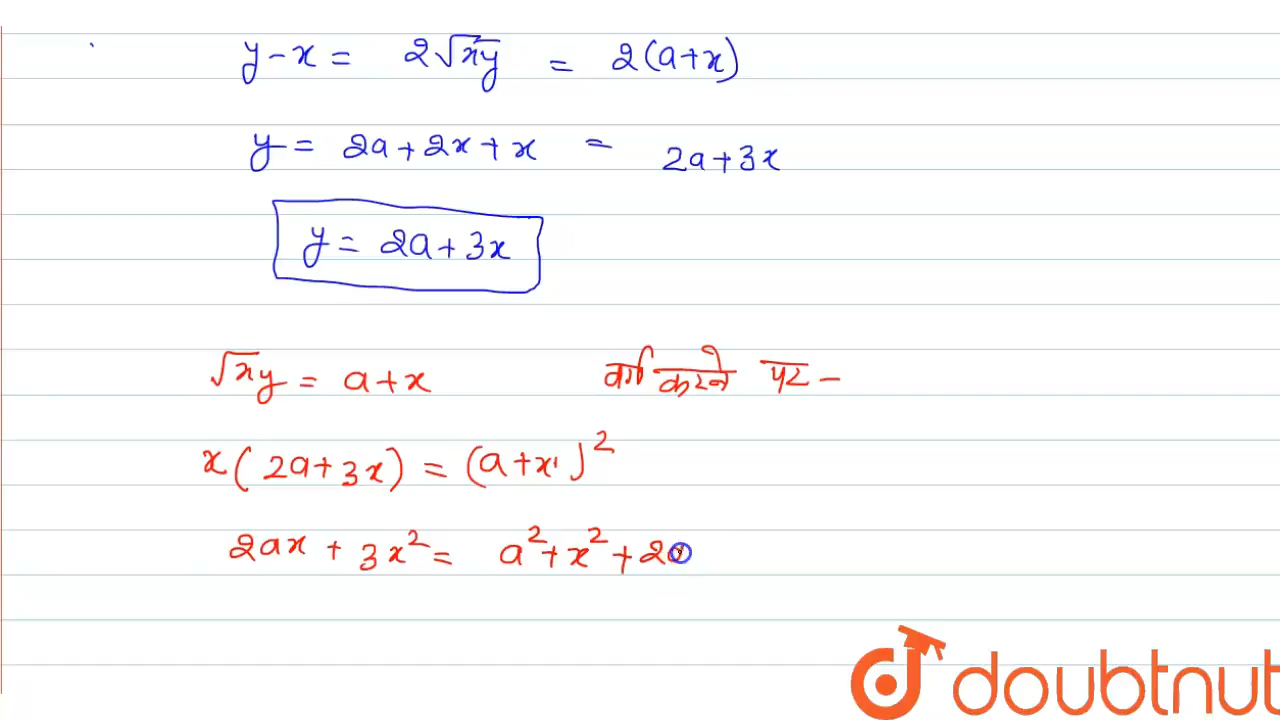 y-x = 2√xy = 2(a+x)
y = 2a+2x+x = 2a+3x
y = 2a+3x
√xy = a+x वर्ग करने पर -
x(2a+3x) = (a+x)²
2ax + 3x² = a²+x²+2a
doubtnut